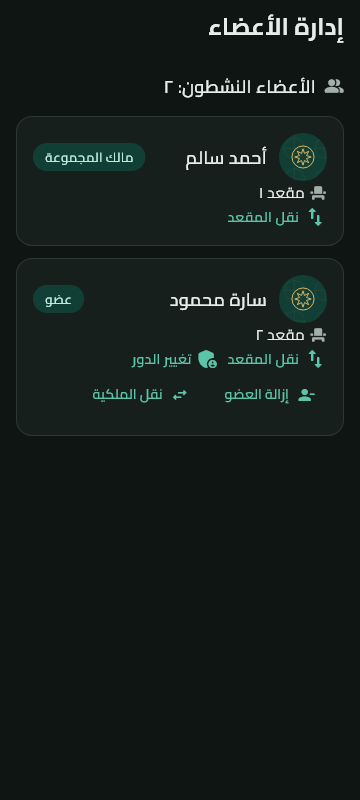 إدارة الأعضاء
الأعضاء النشطون: ٢
أحمد سالم
مالك المجموعة
مقعد ١
نقل المقعد
سارة محمود
عضو
مقعد ٢
نقل المقعد تغيير الدور
إزالة العضو نقل الملكية